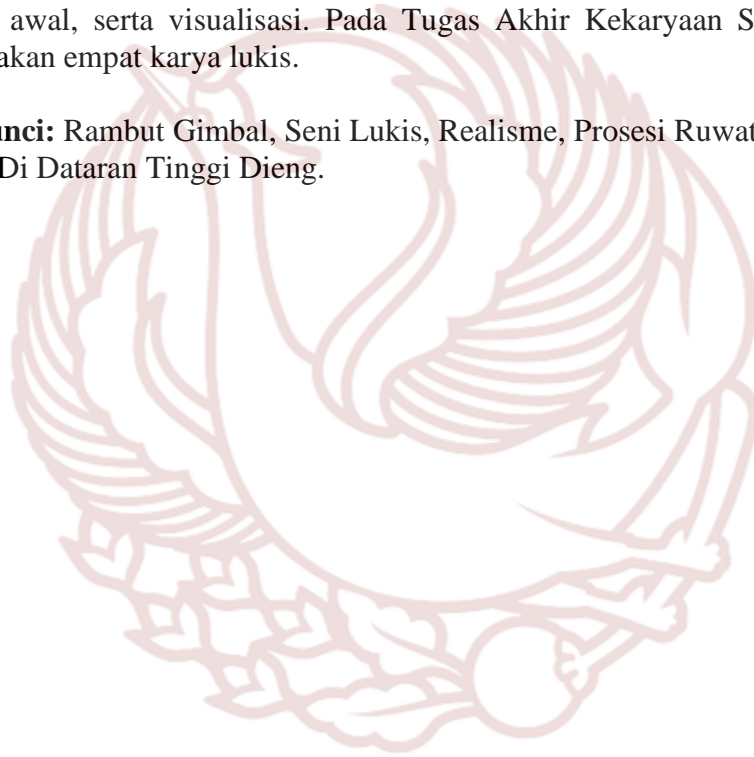 awal, serta visualisasi. Pada Tugas Akhir Kekaryaan S
akan empat karya lukis.
unci: Rambut Gimbal, Seni Lukis, Realisme, Prosesi Ruwat
Di Dataran Tinggi Dieng.